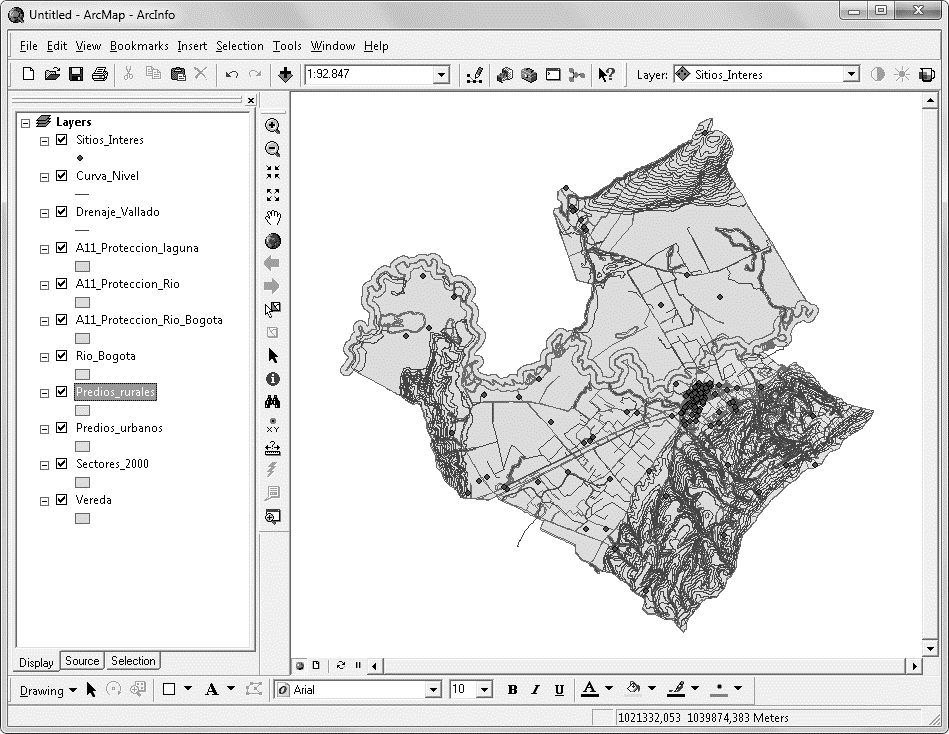 Untitled - ArcMap - ArcInfo
File Edit View Bookmarks Insert Selection Tools Window Help
1:92.847
Layer: Sitios_Interes
Layers
Sitios_Interes
Curva_Nivel
Drenaje_Vallado
A11_Proteccion_laguna
A11_Proteccion_Rio
A11_Proteccion_Rio_Bogota
Rio_Bogota
Predios_rurales
Predios_urbanos
Sectores_2000
Vereda
XY
Display Source Selection
Drawing A Arial 10 B I U A
1021332,053 1039874,383 Meters